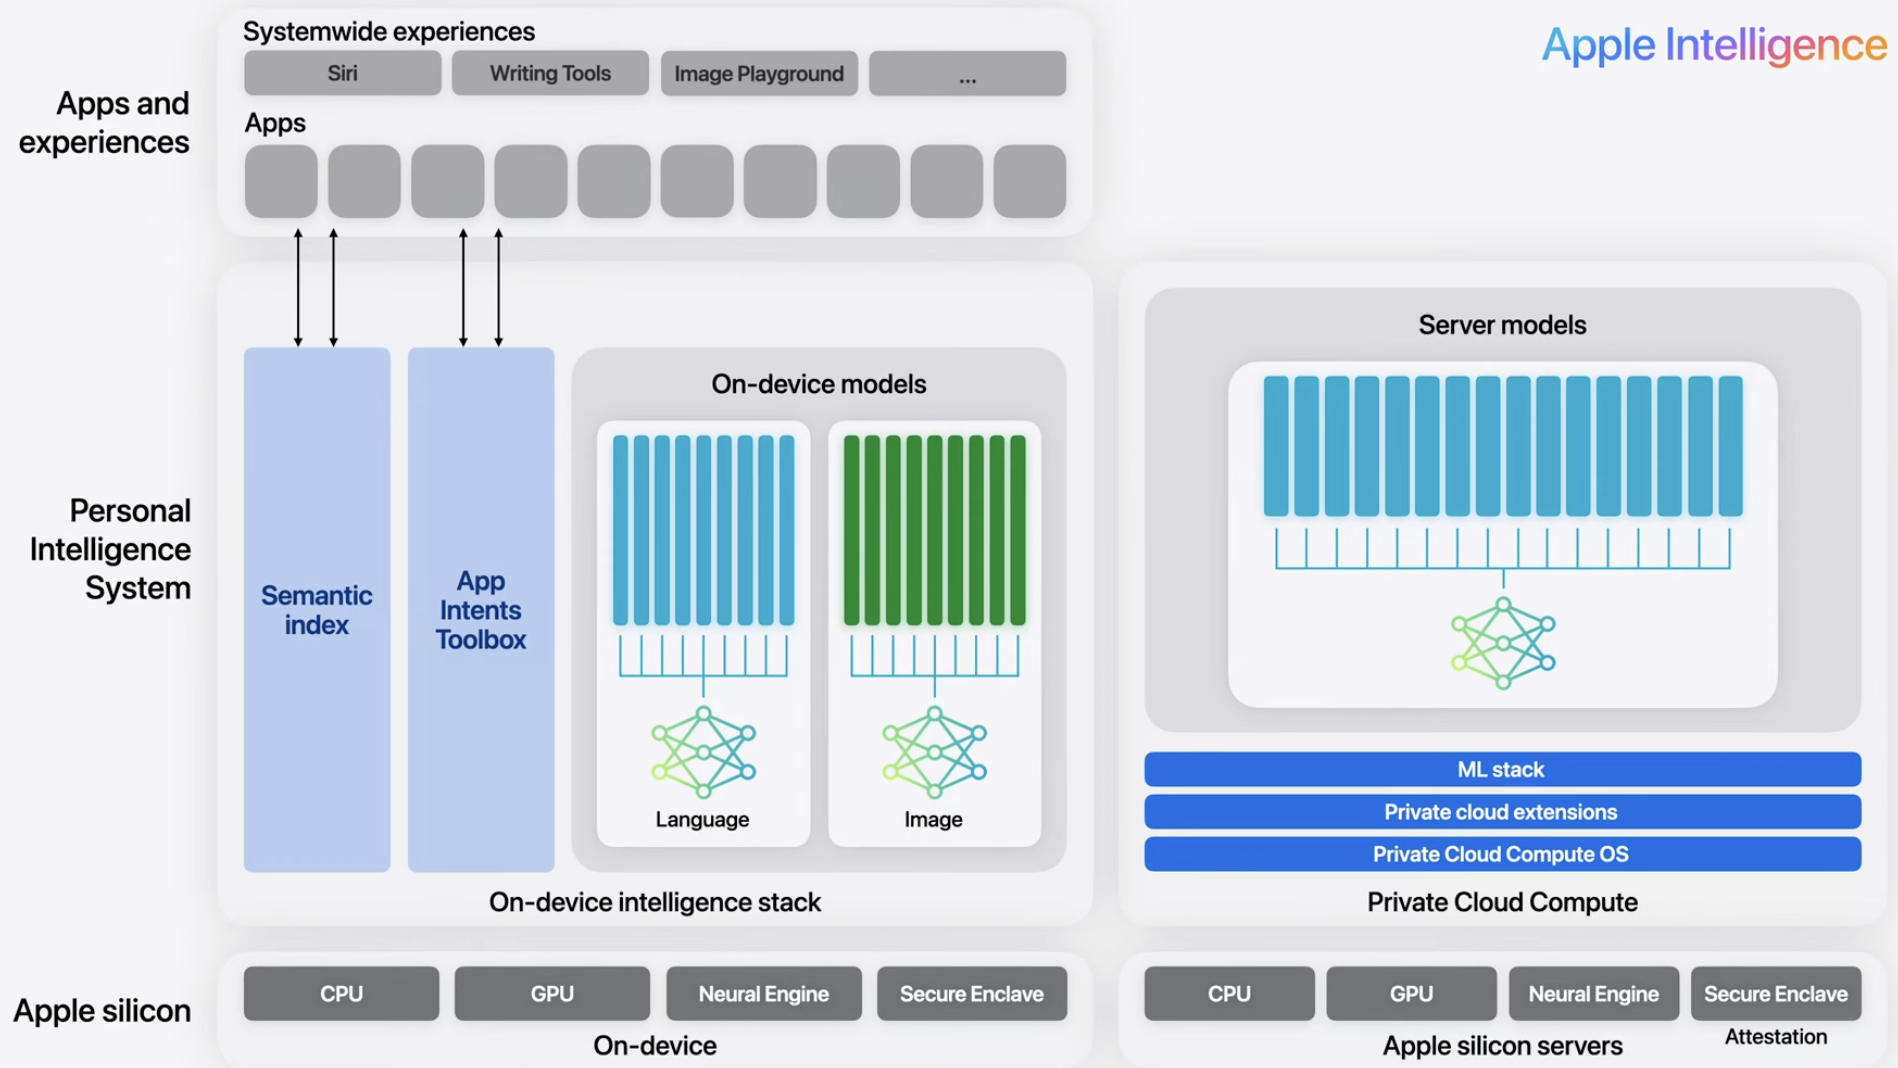 Apple Intelligence
Apps and
experiences
Systemwide experiences
Siri
Writing Tools
Image Playground
...
Apps
Personal
Intelligence
System
Semantic
index
App
Intents
Toolbox
On-device models
Language
Image
On-device intelligence stack
Server models
ML stack
Private cloud extensions
Private Cloud Compute OS
Private Cloud Compute
Apple silicon
CPU
GPU
Neural Engine
Secure Enclave
On-device
CPU
GPU
Neural Engine
Secure Enclave
Attestation
Apple silicon servers